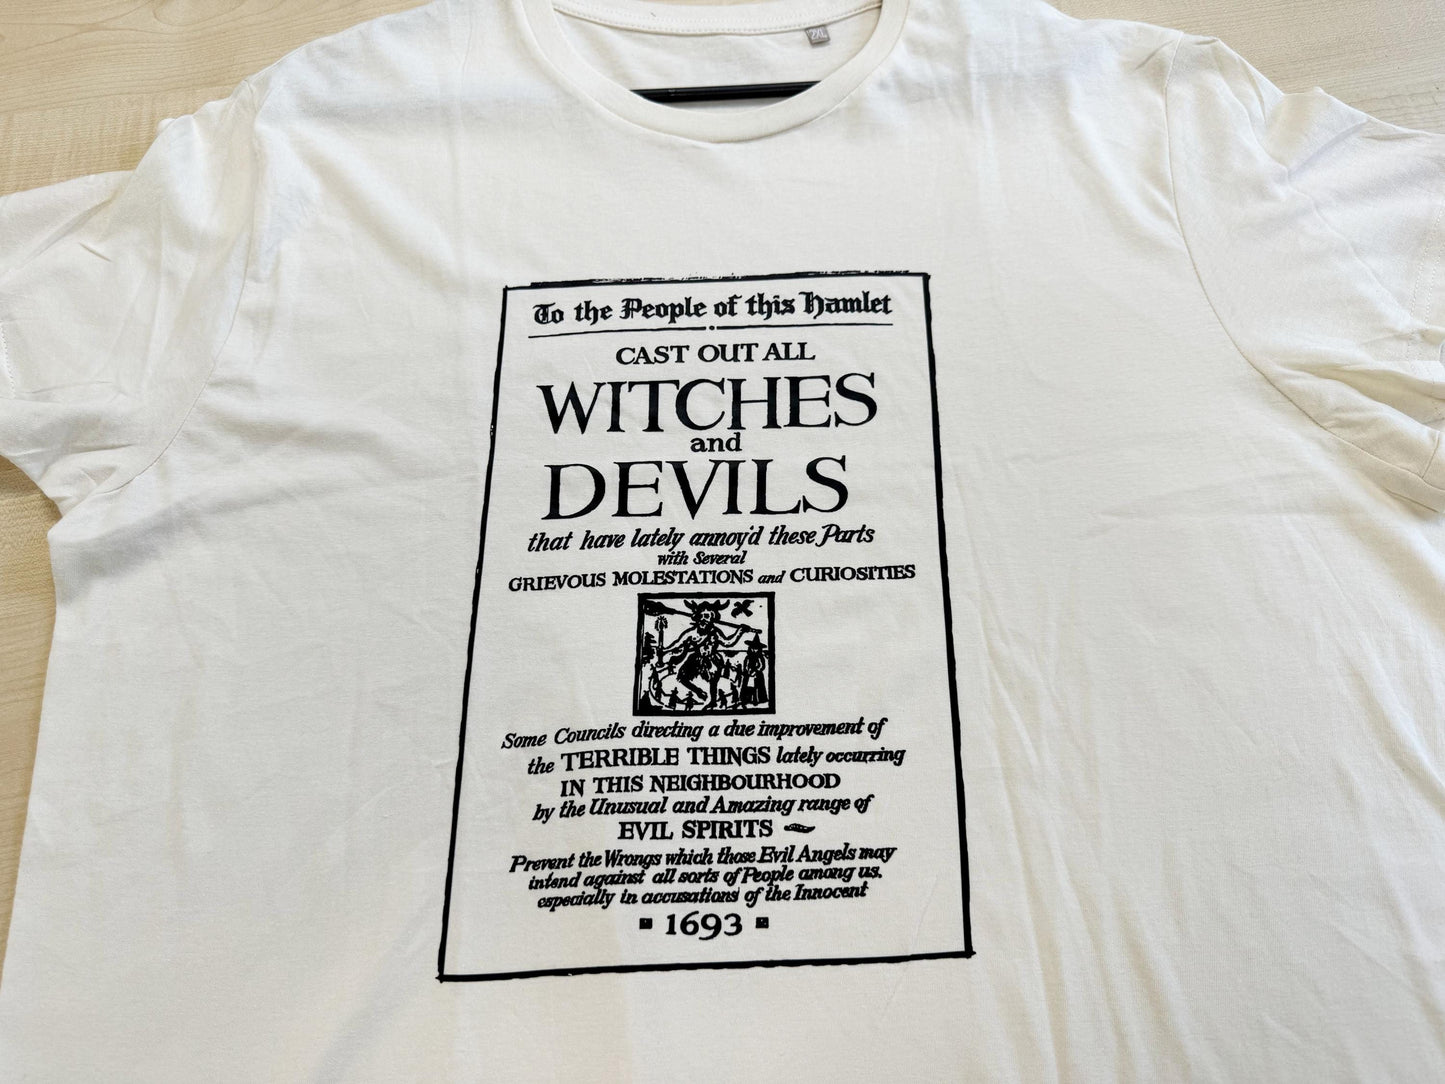 2XL
To the People of this Hamlet
CAST OUT ALL
WITCHES
and
DEVILS
that have lately annoy'd these Parts
with Several
GRIEVOUS MOLESTATIONS and CURIOSITIES
Some Councils directing a due improvement of
the TERRIBLE THINGS lately occurring
IN THIS NEIGHBOURHOOD
by the Unusual and Amazing range of
EVIL SPIRITS
Prevent the Wrongs which those Evil Angels may
intend against all sorts of People among us.
especially in accusations of the Innocent
1693